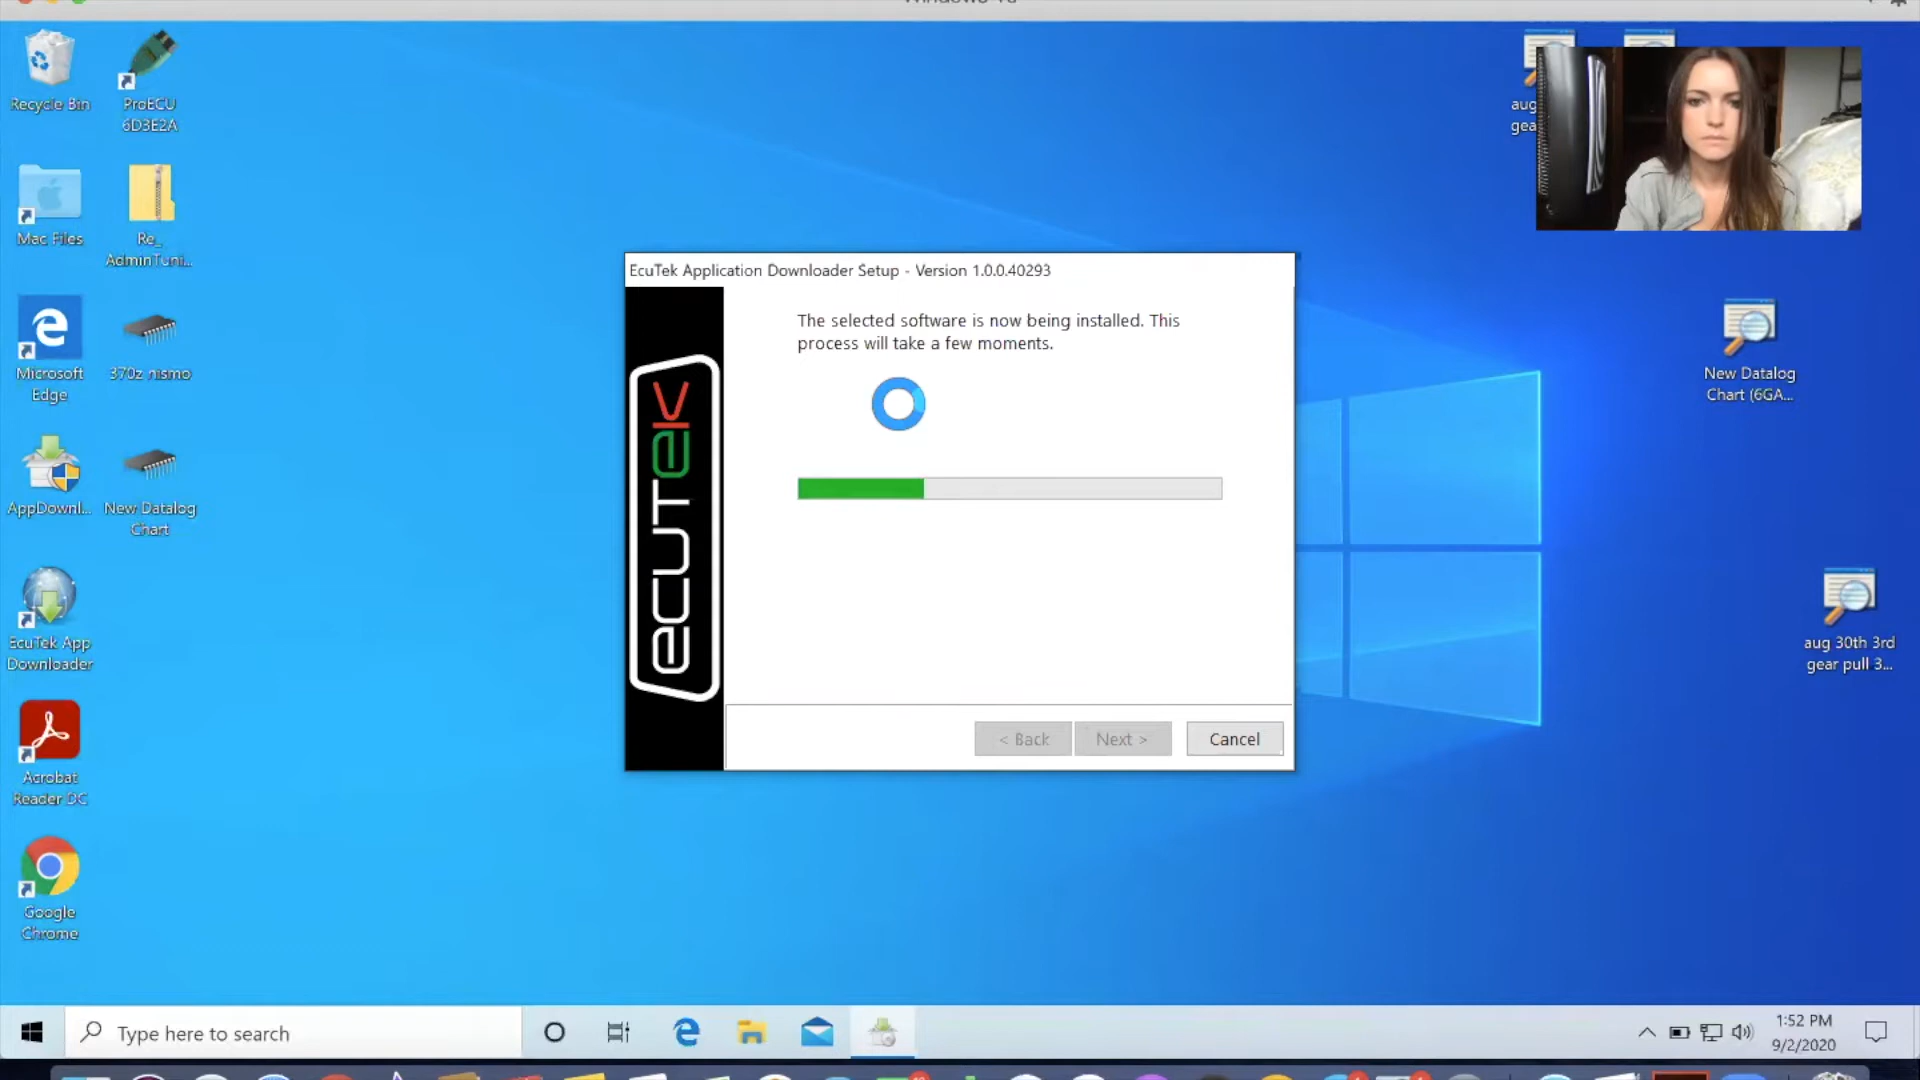 Recycle Bin
ProECU
6D3E2A
Mac Files
Re_
AdminTuni...
Microsoft
Edge
370z nismo
AppDownl...
New Datalog
Chart
EcuTek App
Downloader
Acrobat
Reader DC
Google
Chrome
aug
gea
New Datalog
Chart (6GA...
aug 30th 3rd
gear pull 3...
EcuTek Application Downloader Setup - Version 1.0.0.40293
The selected software is now being installed. This
process will take a few moments.
ecuTek
< Back
Next >
Cancel
Type here to search
1:52 PM
9/2/2020